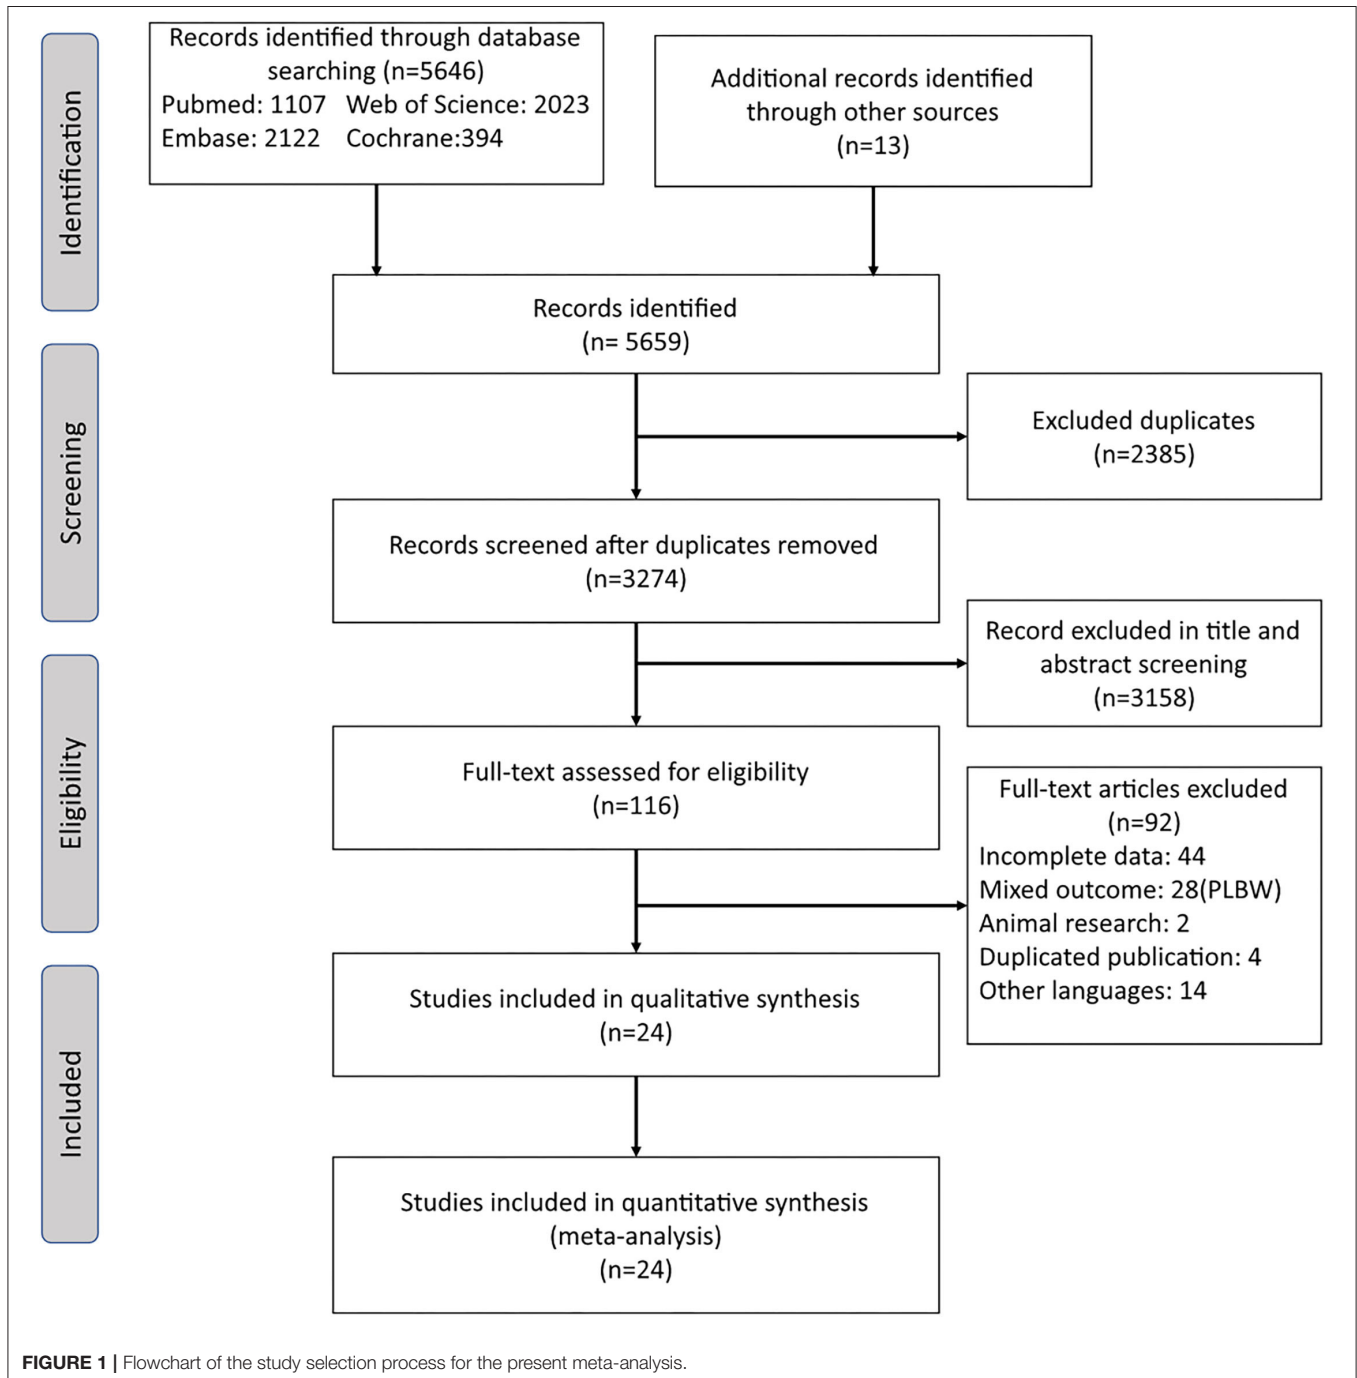 Identification
Records identified through database
searching (n=5646)
Pubmed: 1107 Web of Science: 2023
Embase: 2122 Cochrane:394
Additional records identified
through other sources
(n=13)
Records identified
(n= 5659)
Screening
Excluded duplicates
(n=2385)
Records screened after duplicates removed
(n=3274)
Record excluded in title and
abstract screening
(n=3158)
Eligibility
Full-text assessed for eligibility
(n=116)
Full-text articles excluded
(n=92)
Incomplete data: 44
Mixed outcome: 28(PLBW)
Animal research: 2
Duplicated publication: 4
Other languages: 14
Included
Studies included in qualitative synthesis
(n=24)
Studies included in quantitative synthesis
(meta-analysis)
(n=24)
FIGURE 1 | Flowchart of the study selection process for the present meta-analysis.